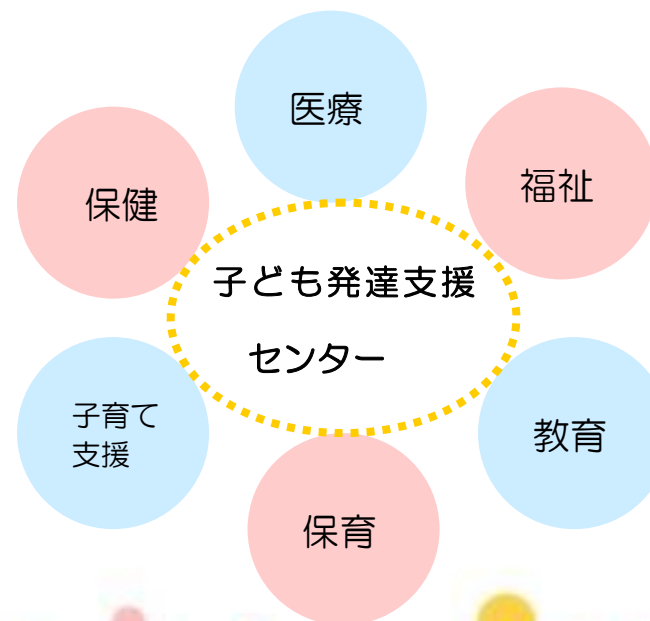 医療
福祉
保健
子ども発達支援
センター
子育て
支援
教育
保育